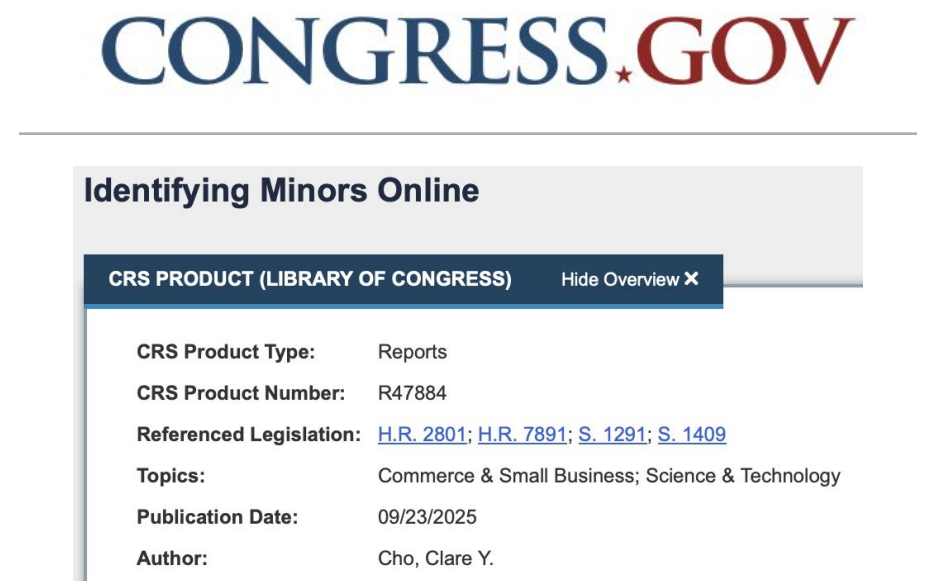 CONGRESS.GOV
Identifying Minors Online
CRS PRODUCT (LIBRARY OF CONGRESS) Hide Overview ✕
CRS Product Type: Reports
CRS Product Number: R47884
Referenced Legislation: H.R. 2801; H.R. 7891; S. 1291; S. 1409
Topics: Commerce & Small Business; Science & Technology
Publication Date: 09/23/2025
Author: Cho, Clare Y.